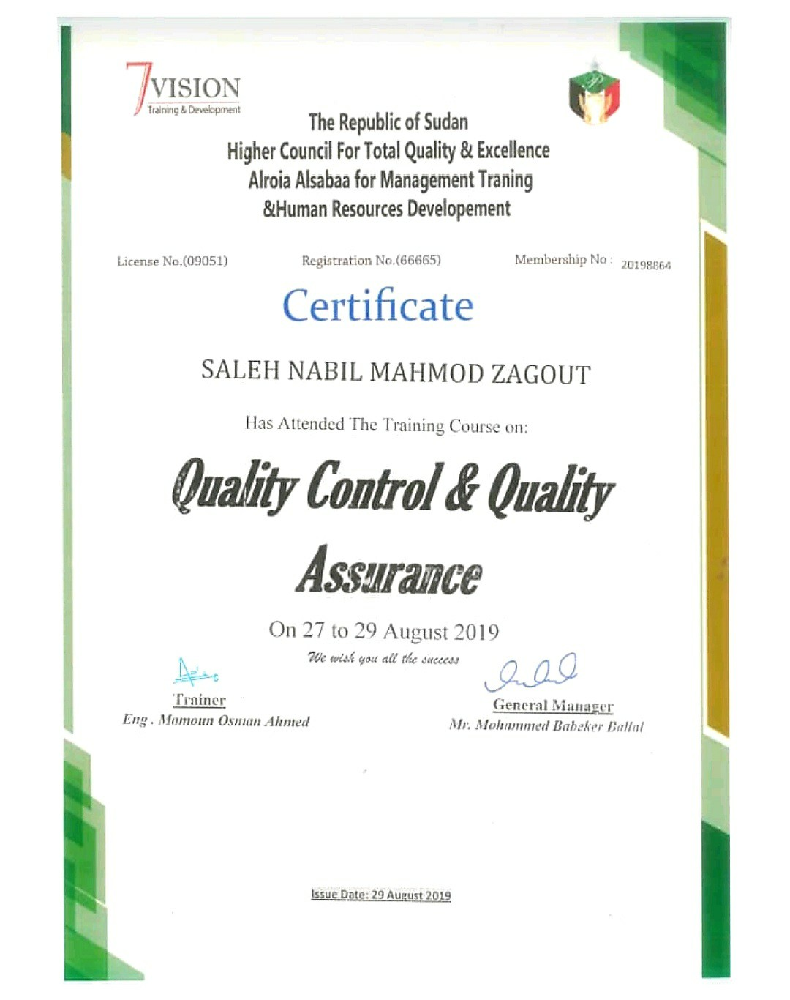 7 VISION
Training & Development
The Republic of Sudan
Higher Council For Total Quality & Excellence
Alroia Alsabaa for Management Traning
&Human Resources Developement
License No.(09051) Registration No.(66665) Membership No : 20198864
Certificate
SALEH NABIL MAHMOD ZAGOUT
Has Attended The Training Course on:
Quality Control & Quality
Assurance
On 27 to 29 August 2019
We wish you all the success
Trainer General Manager
Eng . Mamoun Osman Ahmed Mr. Mohammed Babeker Ballal
Issue Date: 29 August 2019